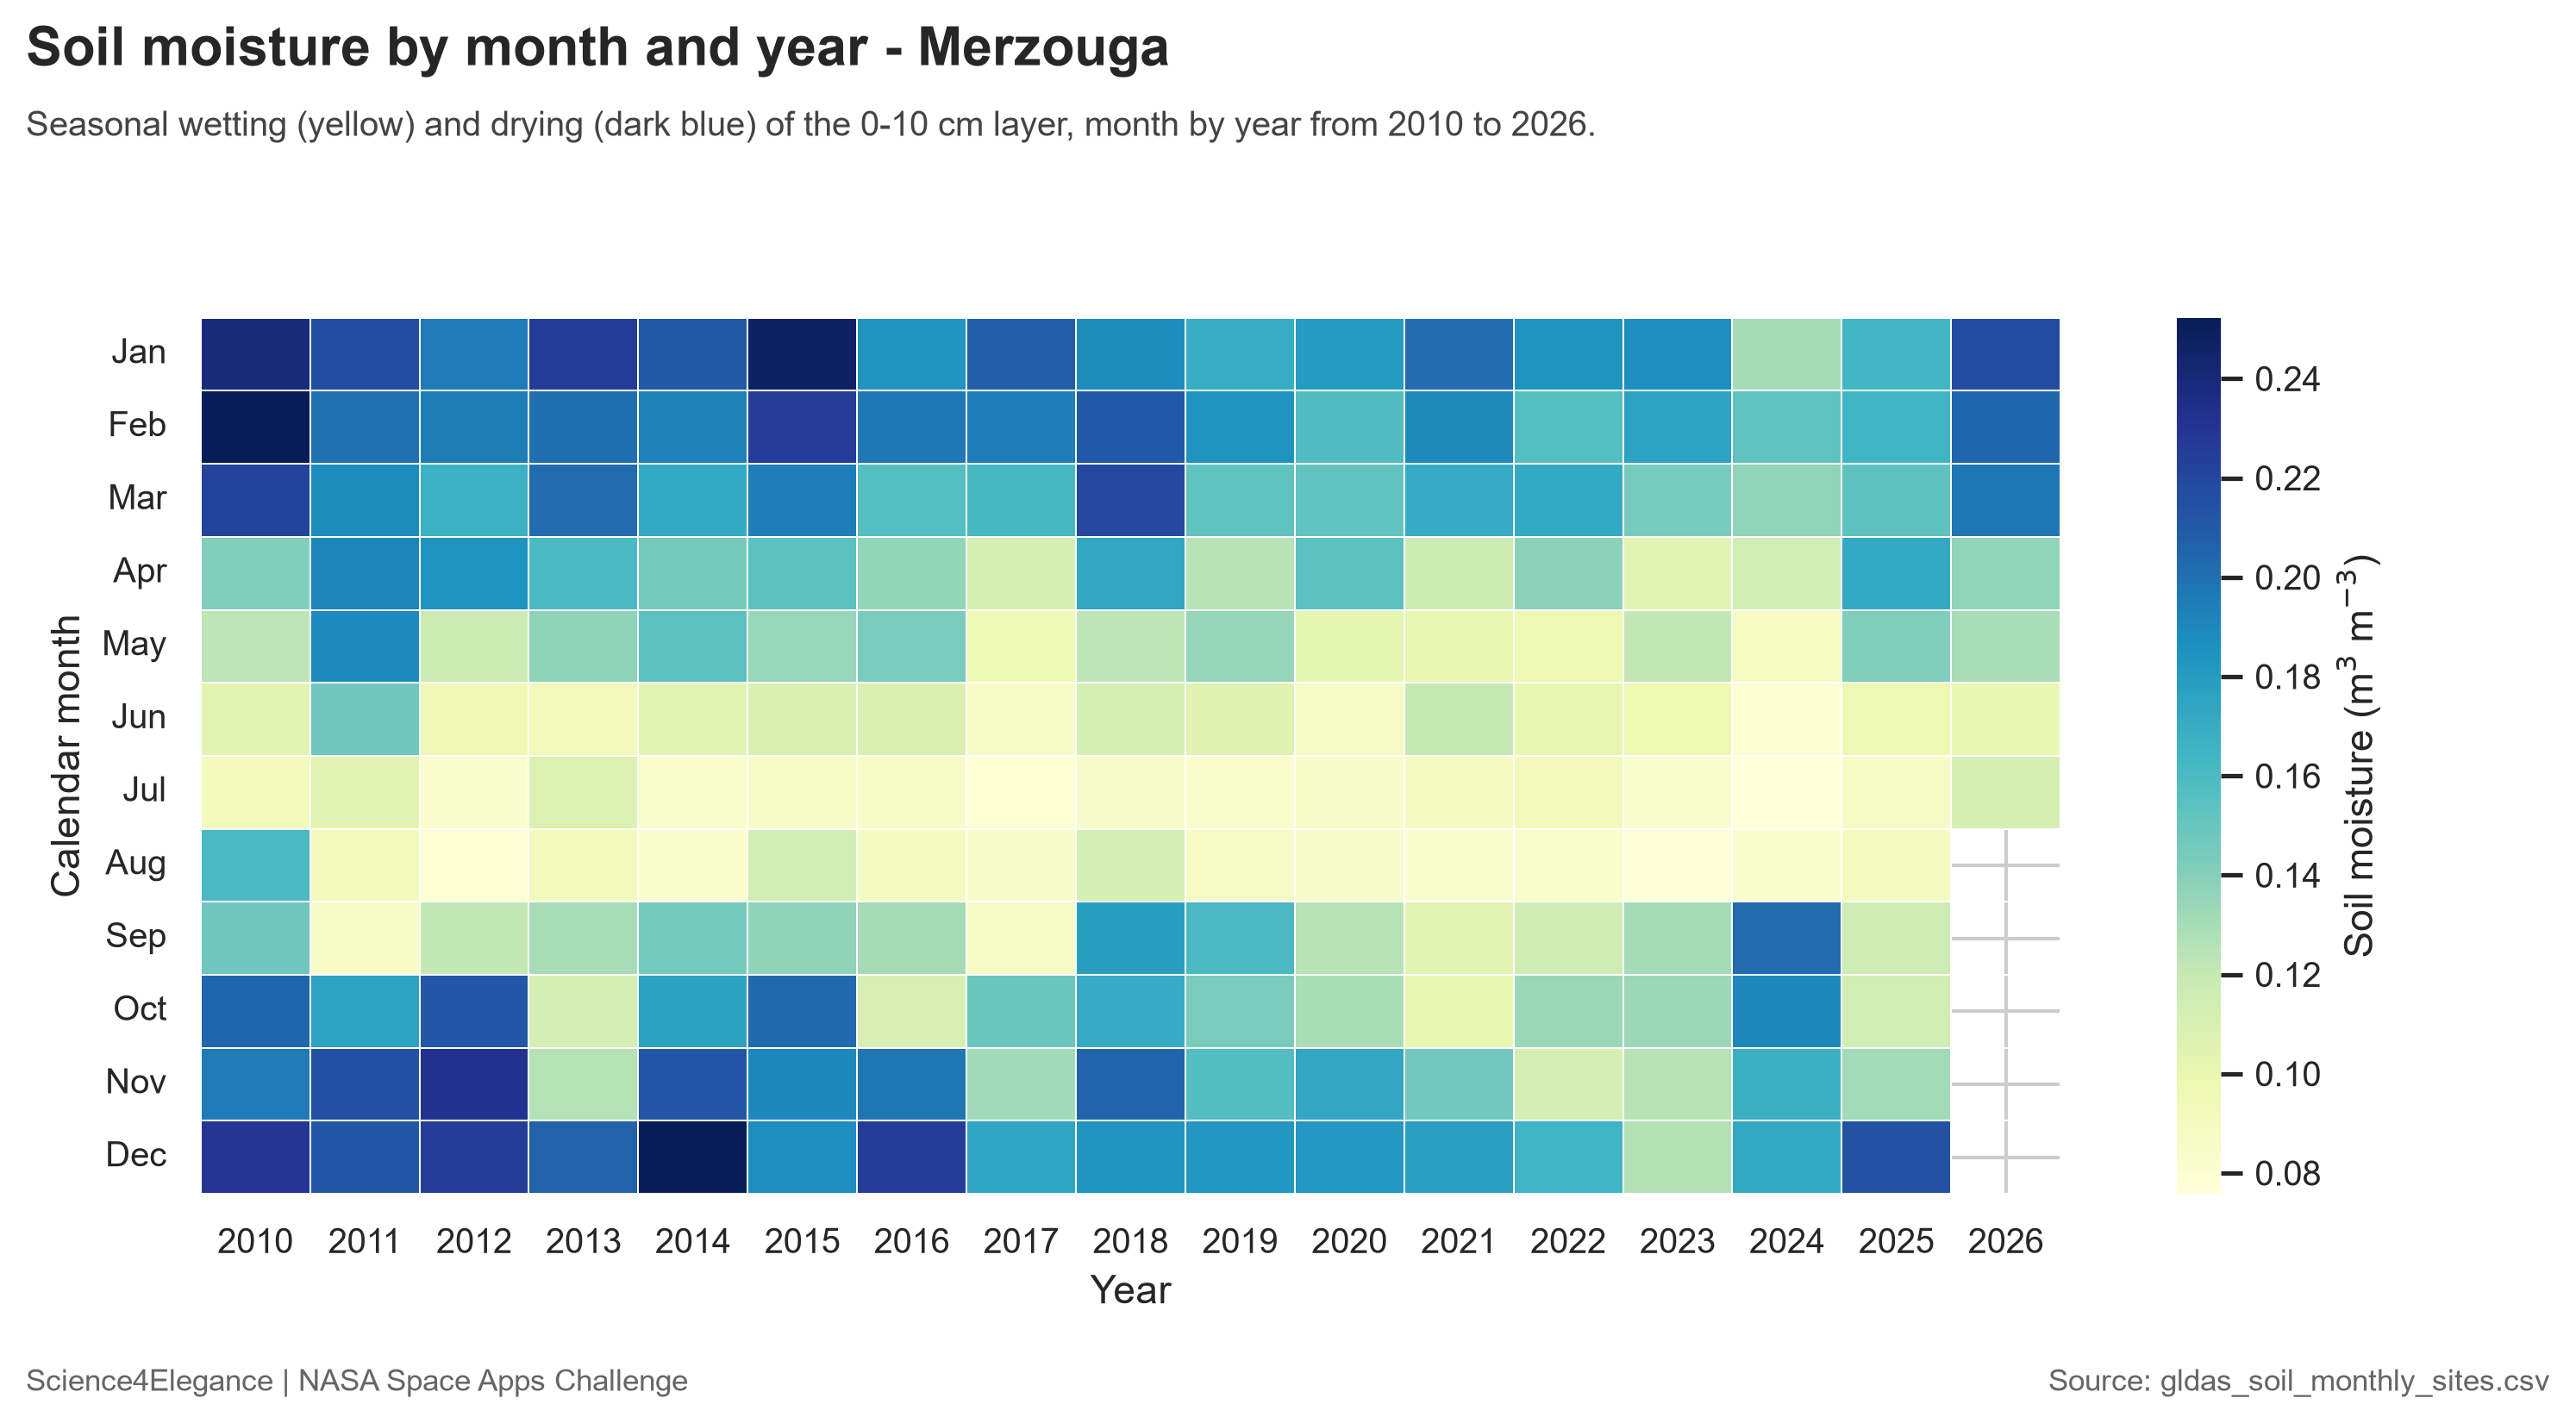 Soil moisture by month and year - Merzouga
Seasonal wetting (yellow) and drying (dark blue) of the 0-10 cm layer, month by year from 2010 to 2026.
Calendar month
Jan
Feb
Mar
Apr
May
Jun
Jul
Aug
Sep
Oct
Nov
Dec
2010 2011 2012 2013 2014 2015 2016 2017 2018 2019 2020 2021 2022 2023 2024 2025 2026
Year
0.24
0.22
0.20
0.18
0.16
0.14
0.12
0.10
0.08
Soil moisture (m³ m⁻³)
Science4Elegance | NASA Space Apps Challenge
Source: gldas_soil_monthly_sites.csv